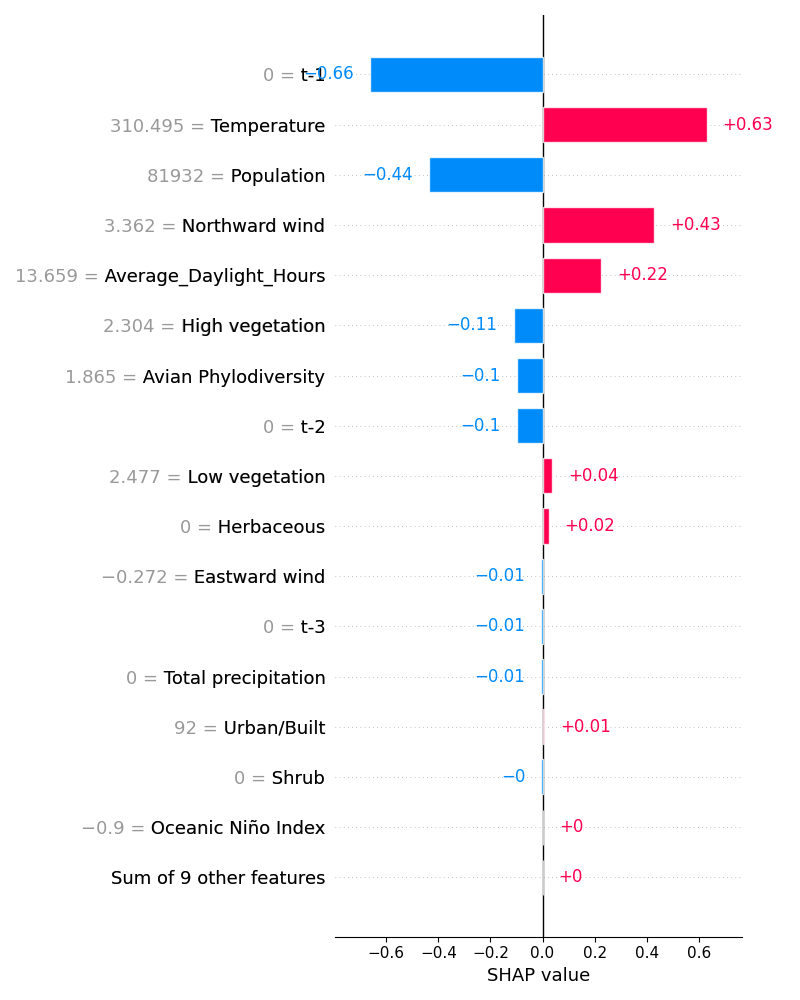 0 = t-1 −0.66
310.495 = Temperature +0.63
81932 = Population −0.44
3.362 = Northward wind +0.43
13.659 = Average_Daylight_Hours +0.22
2.304 = High vegetation −0.11
1.865 = Avian Phylodiversity −0.1
0 = t-2 −0.1
2.477 = Low vegetation +0.04
0 = Herbaceous +0.02
−0.272 = Eastward wind −0.01
0 = t-3 −0.01
0 = Total precipitation −0.01
92 = Urban/Built +0.01
0 = Shrub −0
−0.9 = Oceanic Niño Index +0
Sum of 9 other features +0
−0.6 −0.4 −0.2 0.0 0.2 0.4 0.6
SHAP value